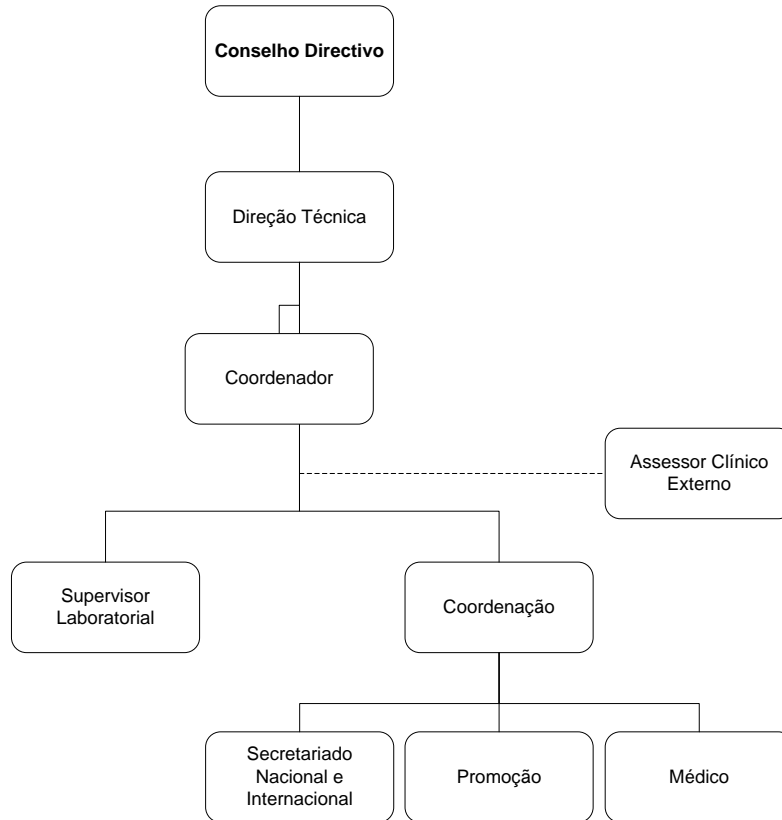 Conselho Directivo
Direção Técnica
Coordenador
Assessor Clínico
Externo
Supervisor
Laboratorial
Coordenação
Secretariado
Nacional e
Internacional
Promoção
Médico